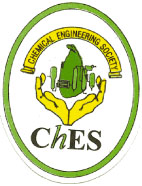 CHEMICAL ENGINEERING SOCIETY
ChES